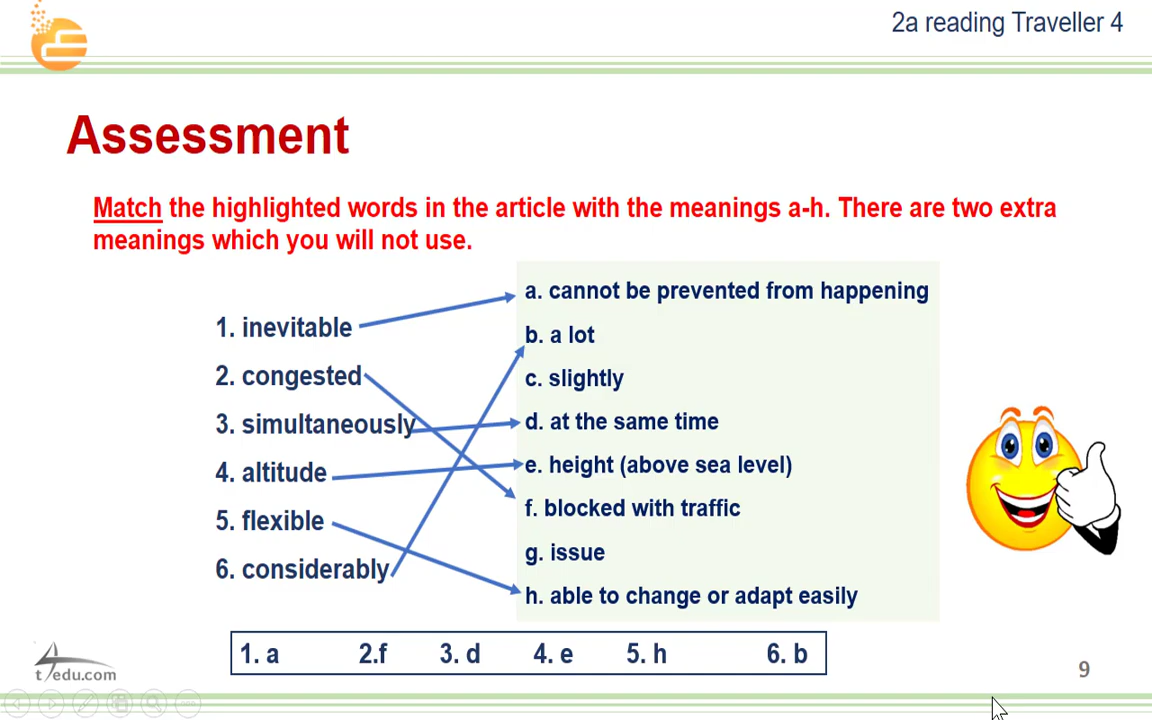 2a reading Traveller 4
Assessment
Match the highlighted words in the article with the meanings a-h. There are two extra
meanings which you will not use.
1. inevitable
2. congested
3. simultaneously
4. altitude
5. flexible
6. considerably
a. cannot be prevented from happening
b. a lot
c. slightly
d. at the same time
e. height (above sea level)
f. blocked with traffic
g. issue
h. able to change or adapt easily
1. a 2.f 3. d 4. e 5. h 6. b
t4edu.com
9